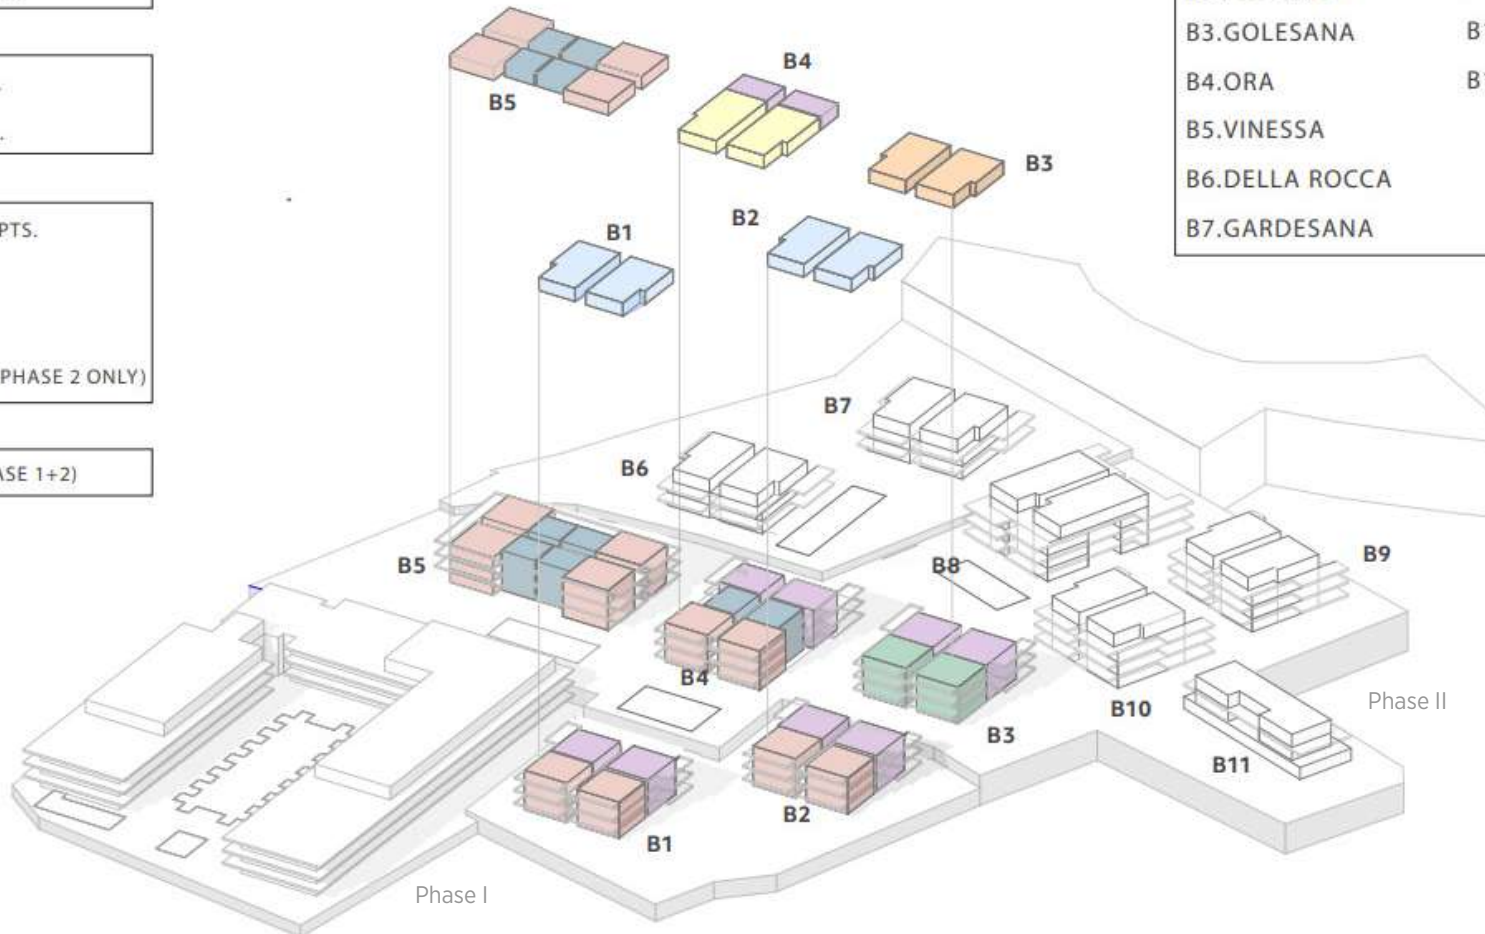 PTS.
(PHASE 2 ONLY)
ASE 1+2)
B3.GOLESANA
B4.ORA
B5.VINESSA
B6.DELLA ROCCA
B7.GARDESANA
B5
B4
B3
B1
B2
B7
B6
B5
B8
B9
B4
B10
Phase II
B3
B11
B2
B1
Phase I